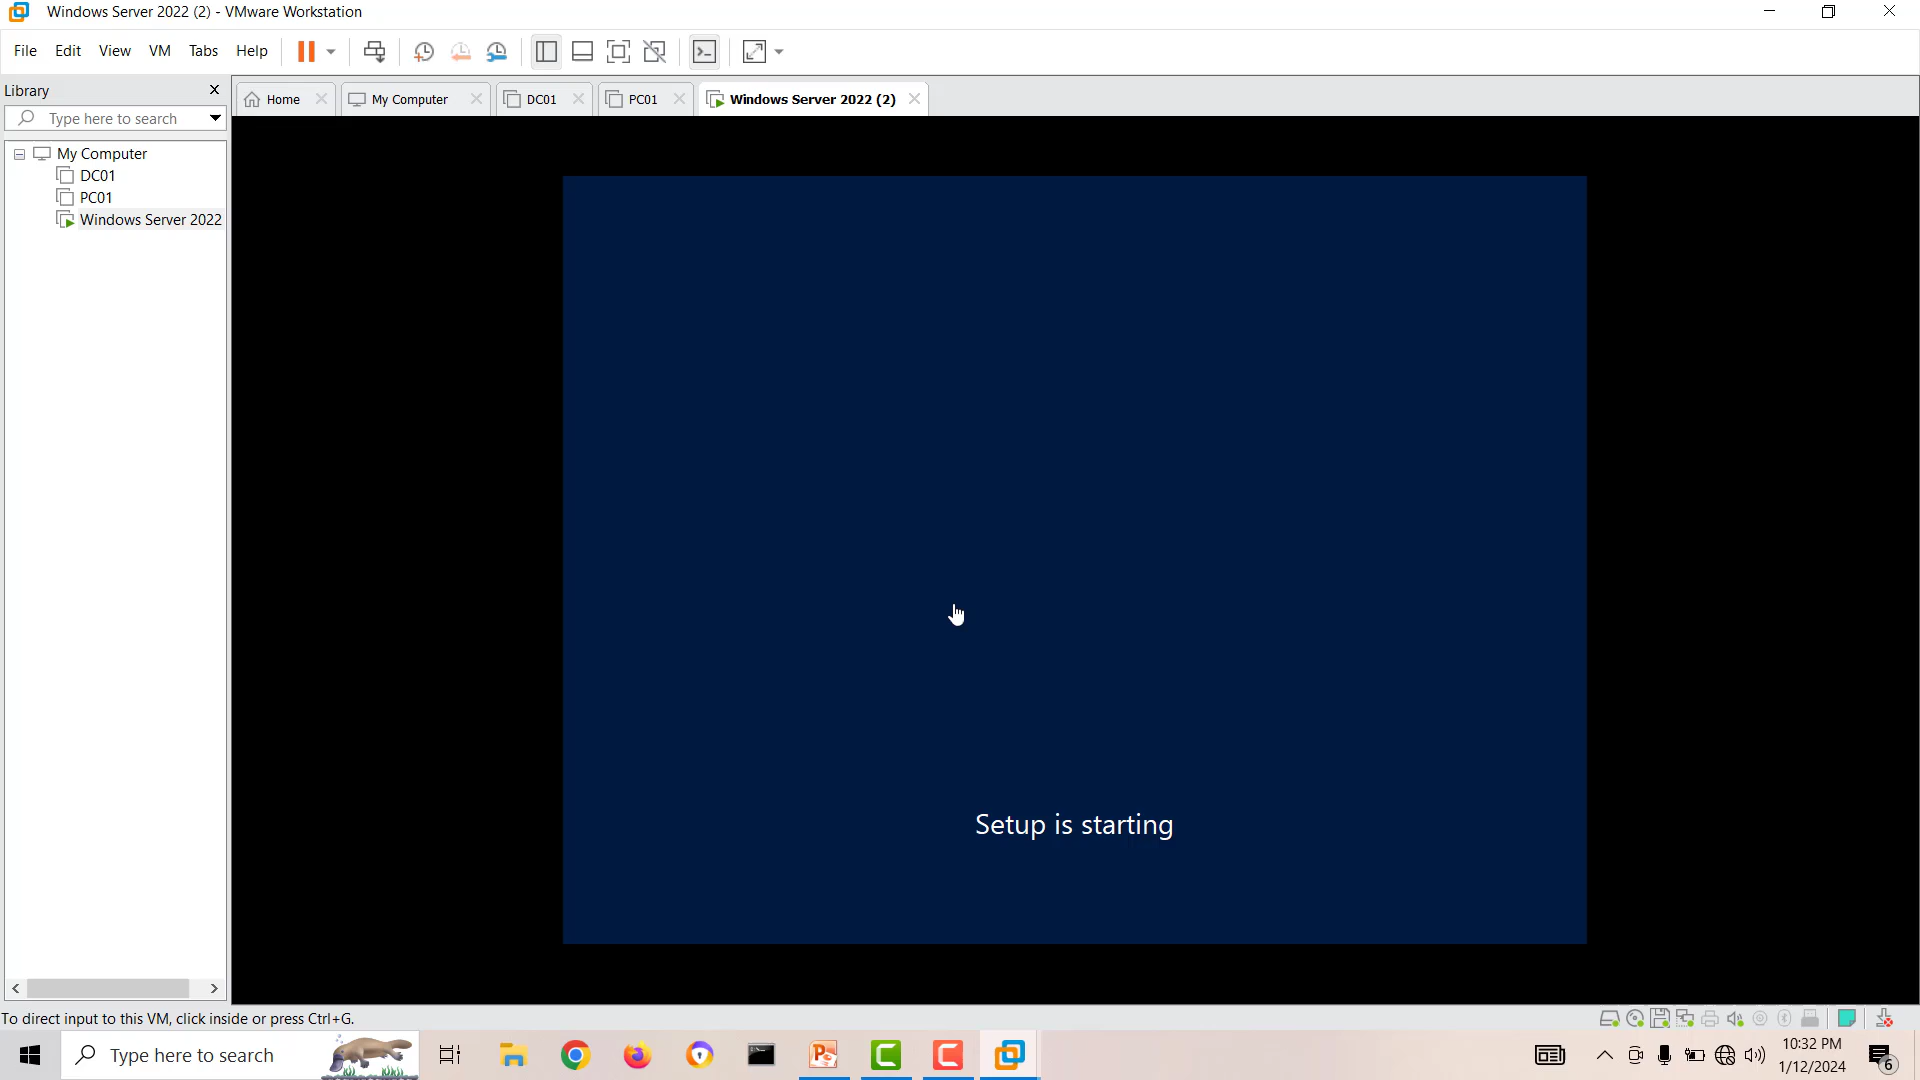 Windows Server 2022 (2) - VMware Workstation
File Edit View VM Tabs Help
Library
Home
My Computer
DC01
PC01
Windows Server 2022 (2)
Type here to search
My Computer
DC01
PC01
Windows Server 2022
Setup is starting
To direct input to this VM, click inside or press Ctrl+G.
Type here to search
10:32 PM
1/12/2024
6